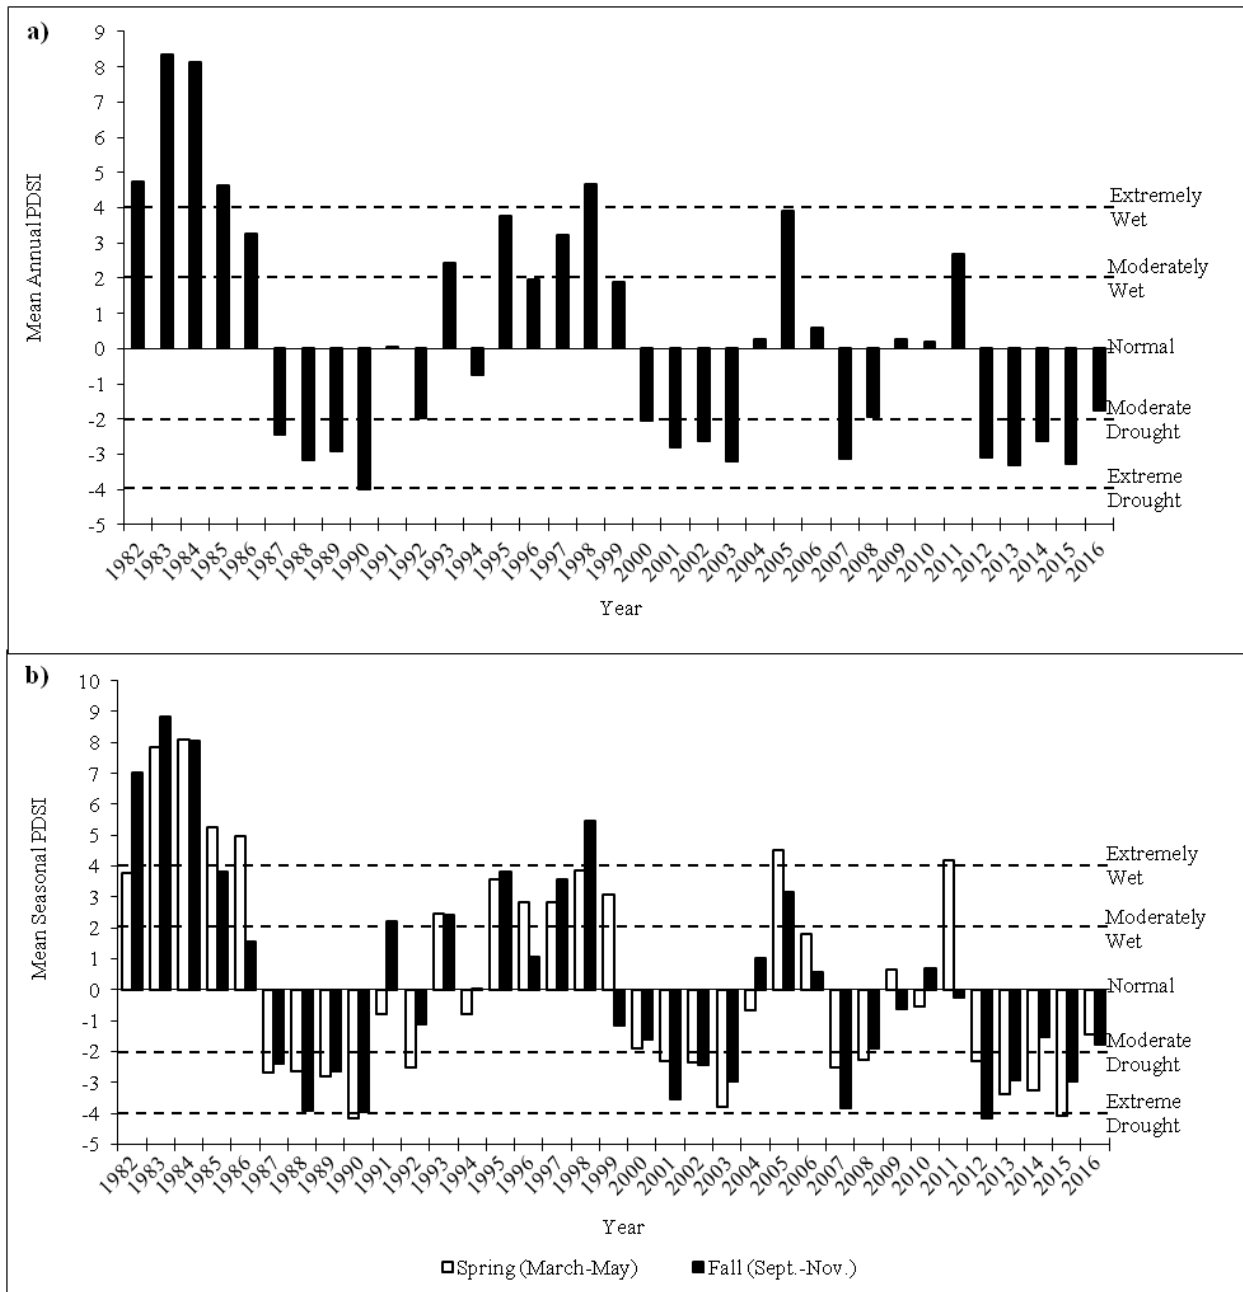 a)
9
8
7
6
5
4
3
2
1
0
-1
-2
-3
-4
-5
Mean Annual PDSI
Extremely
Wet
Moderately
Wet
Normal
Moderate
Drought
Extreme
Drought
1982 1983 1984 1985 1986 1987 1988 1989 1990 1991 1992 1993 1994 1995 1996 1997 1998 1999 2000 2001 2002 2003 2004 2005 2006 2007 2008 2009 2010 2011 2012 2013 2014 2015 2016
Year
b)
10
9
8
7
6
5
4
3
2
1
0
-1
-2
-3
-4
-5
Mean Seasonal PDSI
Extremely
Wet
Moderately
Wet
Normal
Moderate
Drought
Extreme
Drought
1982 1983 1984 1985 1986 1987 1988 1989 1990 1991 1992 1993 1994 1995 1996 1997 1998 1999 2000 2001 2002 2003 2004 2005 2006 2007 2008 2009 2010 2011 2012 2013 2014 2015 2016
Year
Spring (March-May) Fall (Sept.-Nov.)